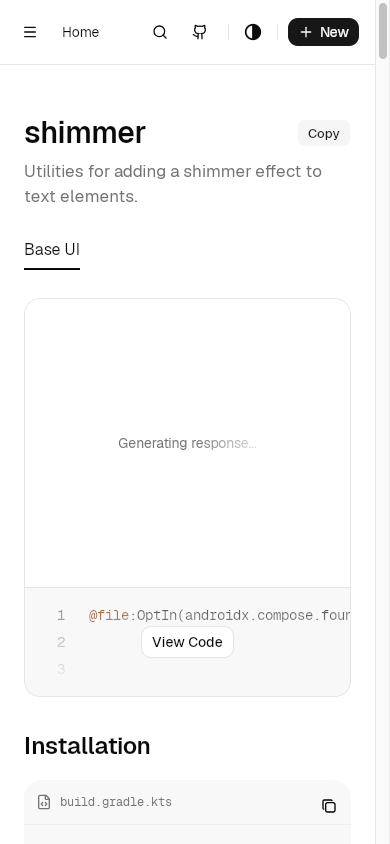 Home
New
shimmer
Copy
Utilities for adding a shimmer effect to
text elements.
Base UI
Generating response...
1 @file:OptIn(androidx.compose.foun
2
View Code
3
Installation
build.gradle.kts